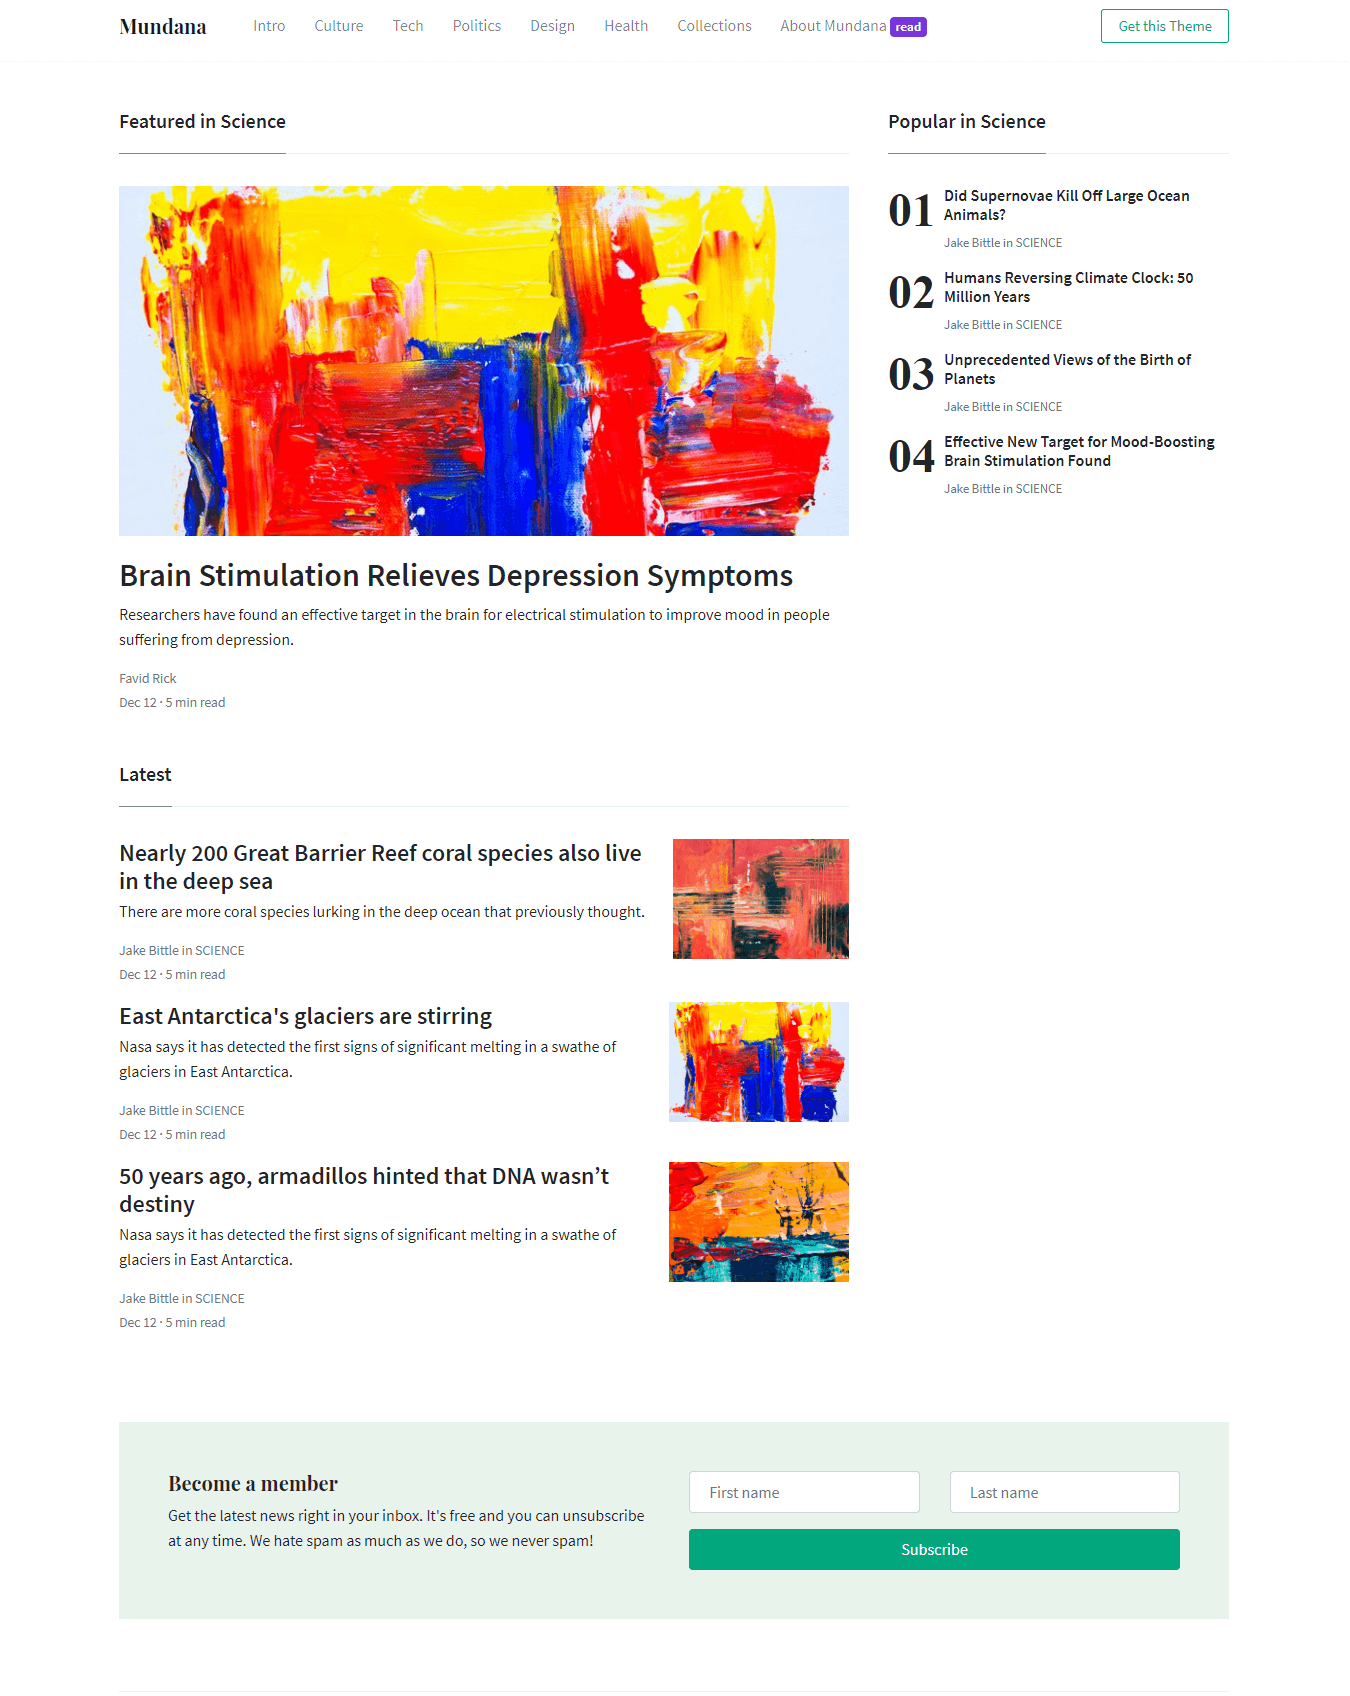 Mundana Intro Culture Tech Politics Design Health Collections About Mundana read Get this Theme
Featured in Science
Brain Stimulation Relieves Depression Symptoms
Researchers have found an effective target in the brain for electrical stimulation to improve mood in people
suffering from depression.
Favid Rick
Dec 12 · 5 min read
Popular in Science
01
Did Supernovae Kill Off Large Ocean
Animals?
Jake Bittle in SCIENCE
02
Humans Reversing Climate Clock: 50
Million Years
Jake Bittle in SCIENCE
03
Unprecedented Views of the Birth of
Planets
Jake Bittle in SCIENCE
04
Effective New Target for Mood-Boosting
Brain Stimulation Found
Jake Bittle in SCIENCE
Latest
Nearly 200 Great Barrier Reef coral species also live
in the deep sea
There are more coral species lurking in the deep ocean that previously thought.
Jake Bittle in SCIENCE
Dec 12 · 5 min read
East Antarctica's glaciers are stirring
Nasa says it has detected the first signs of significant melting in a swathe of
glaciers in East Antarctica.
Jake Bittle in SCIENCE
Dec 12 · 5 min read
50 years ago, armadillos hinted that DNA wasn’t
destiny
Nasa says it has detected the first signs of significant melting in a swathe of
glaciers in East Antarctica.
Jake Bittle in SCIENCE
Dec 12 · 5 min read
Become a member
Get the latest news right in your inbox. It's free and you can unsubscribe
at any time. We hate spam as much as we do, so we never spam!
First name
Last name
Subscribe